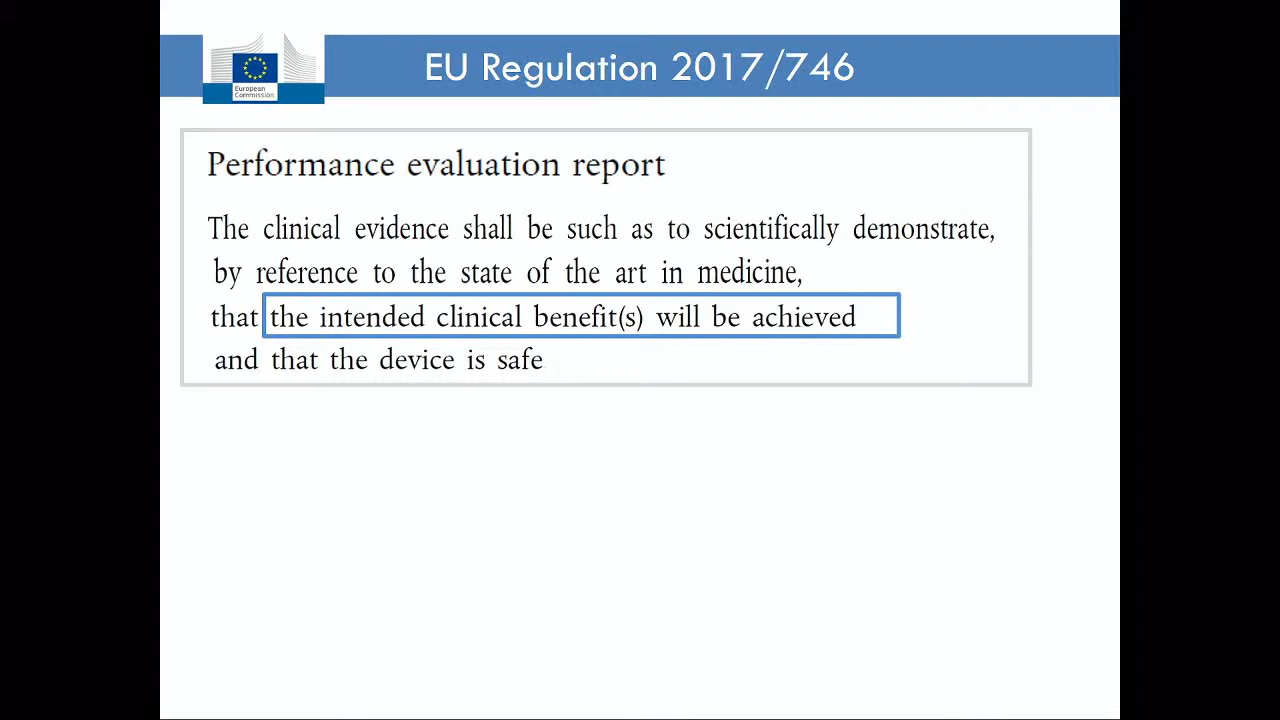 EU Regulation 2017/746
European
Commission
Performance evaluation report
The clinical evidence shall be such as to scientifically demonstrate,
by reference to the state of the art in medicine,
that the intended clinical benefit(s) will be achieved
and that the device is safe